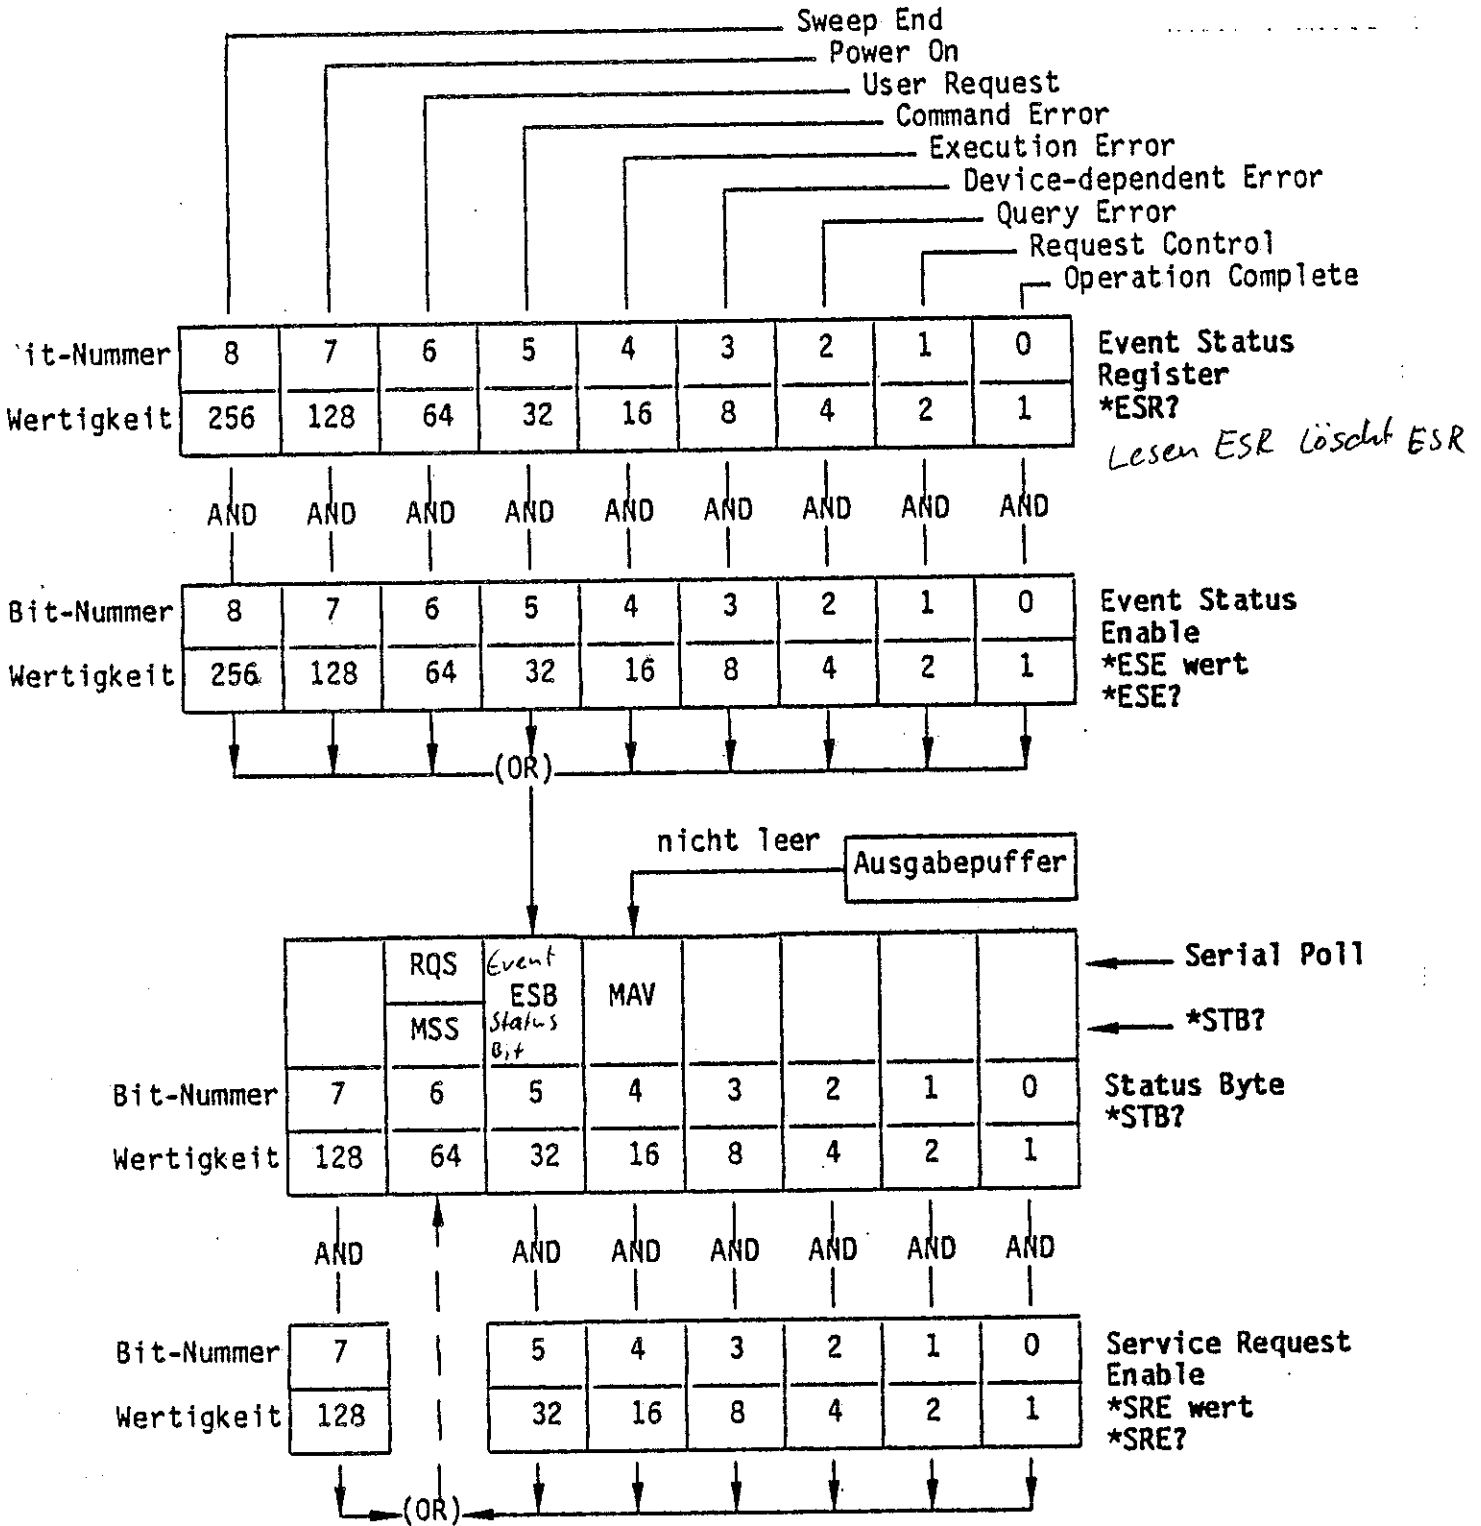 Sweep End
Power On
User Request
Command Error
Execution Error
Device-dependent Error
Query Error
Request Control
Operation Complete
it-Nummer 8 7 6 5 4 3 2 1 0 Event Status
Register
Wertigkeit 256 128 64 32 16 8 4 2 1 *ESR?
Lesen ESR löscht ESR
AND AND AND AND AND AND AND AND AND
Bit-Nummer 8 7 6 5 4 3 2 1 0 Event Status
Enable
Wertigkeit 256 128 64 32 16 8 4 2 1 *ESE wert
*ESE?
(OR)
nicht leer Ausgabepuffer
RQS Event Serial Poll
ESB MAV
MSS Status *STB?
Bit
Bit-Nummer 7 6 5 4 3 2 1 0 Status Byte
*STB?
Wertigkeit 128 64 32 16 8 4 2 1
AND AND AND AND AND AND AND
Bit-Nummer 7 5 4 3 2 1 0 Service Request
Enable
Wertigkeit 128 32 16 8 4 2 1 *SRE wert
*SRE?
(OR)